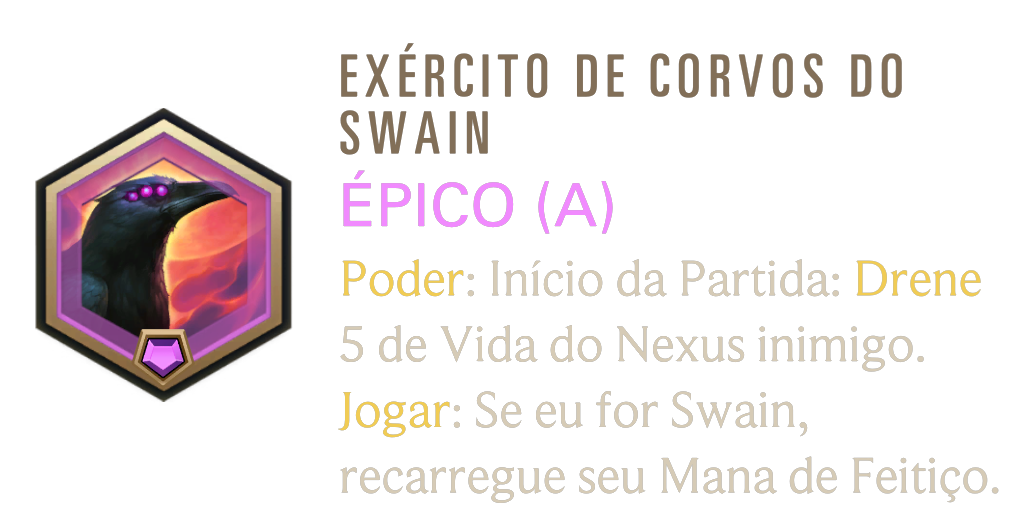 EXÉRCITO DE CORVOS DO
SWAIN
ÉPICO (A)
Poder: Início da Partida: Drene
5 de Vida do Nexus inimigo.
Jogar: Se eu for Swain,
recarregue seu Mana de Feitiço.